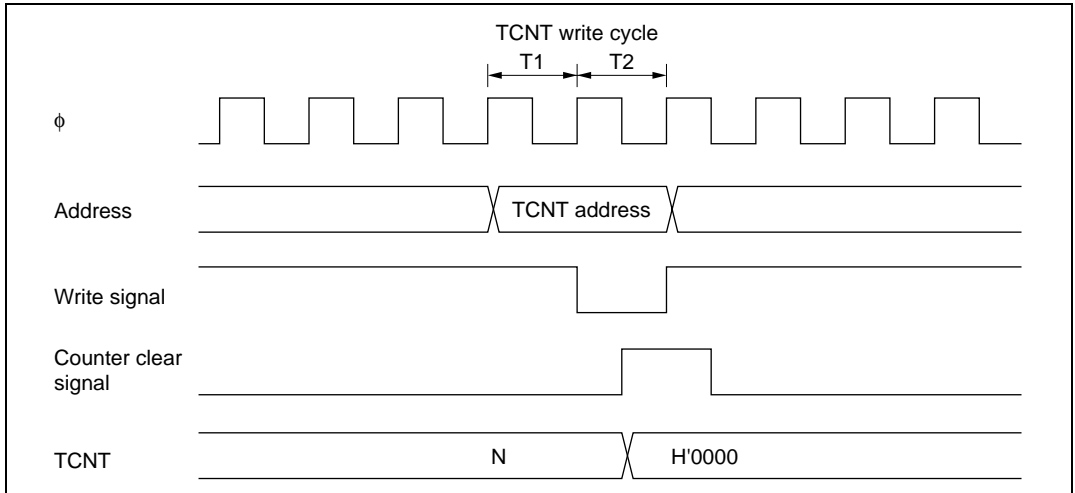 TCNT write cycle
T1 T2
ϕ
Address TCNT address
Write signal
Counter clear
signal
TCNT N H'0000